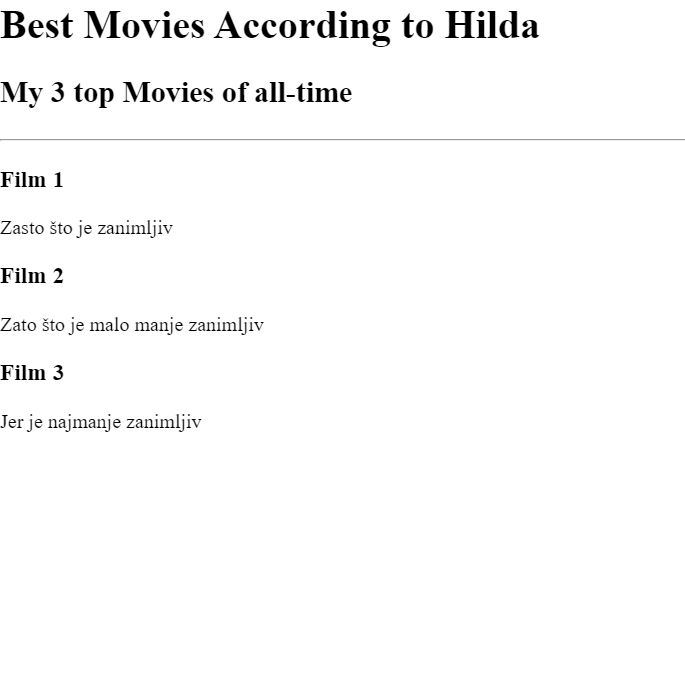 Best Movies According to Hilda
My 3 top Movies of all-time
Film 1
Zasto što je zanimljiv
Film 2
Zato što je malo manje zanimljiv
Film 3
Jer je najmanje zanimljiv